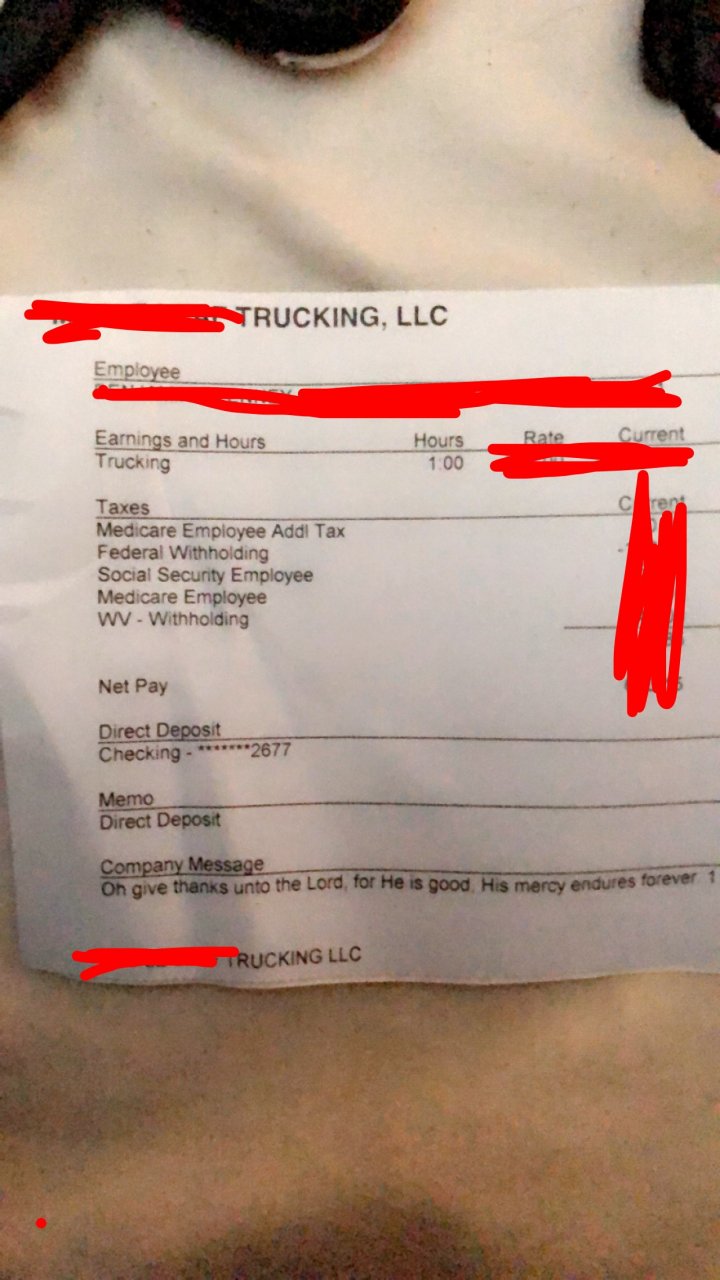 TRUCKING, LLC
Employee
Earnings and Hours Hours Rate Current
Trucking 1:00
Taxes
Medicare Employee Addl Tax
Federal Withholding
Social Security Employee
Medicare Employee
WV - Withholding
Net Pay
Direct Deposit
Checking - *******2677
Memo
Direct Deposit
Company Message
Oh give thanks unto the Lord, for He is good, His mercy endures forever 1
TRUCKING LLC